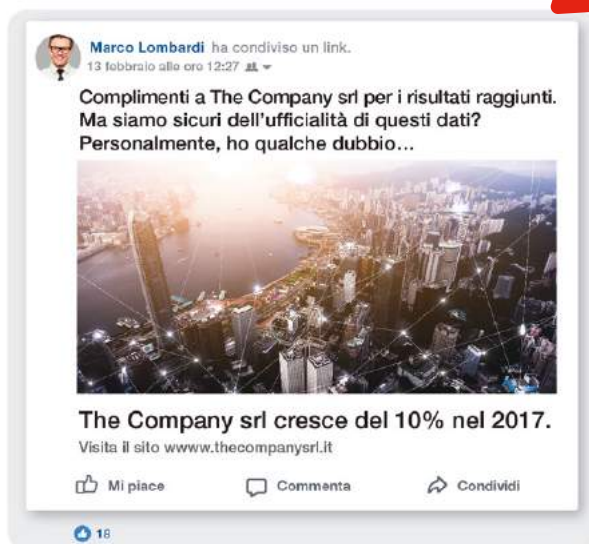 Marco Lombardi ha condiviso un link.
13 febbraio alle oro 12:27
Complimenti a The Company srl per i risultati raggiunti.
Ma siamo sicuri dell'ufficialità di questi dati?
Personalmente, ho qualche dubbio...
The Company srl cresce del 10% nel 2017.
Visita il sito wwww.thecompanysrl.it
Mi piace Commenta Condividi
18